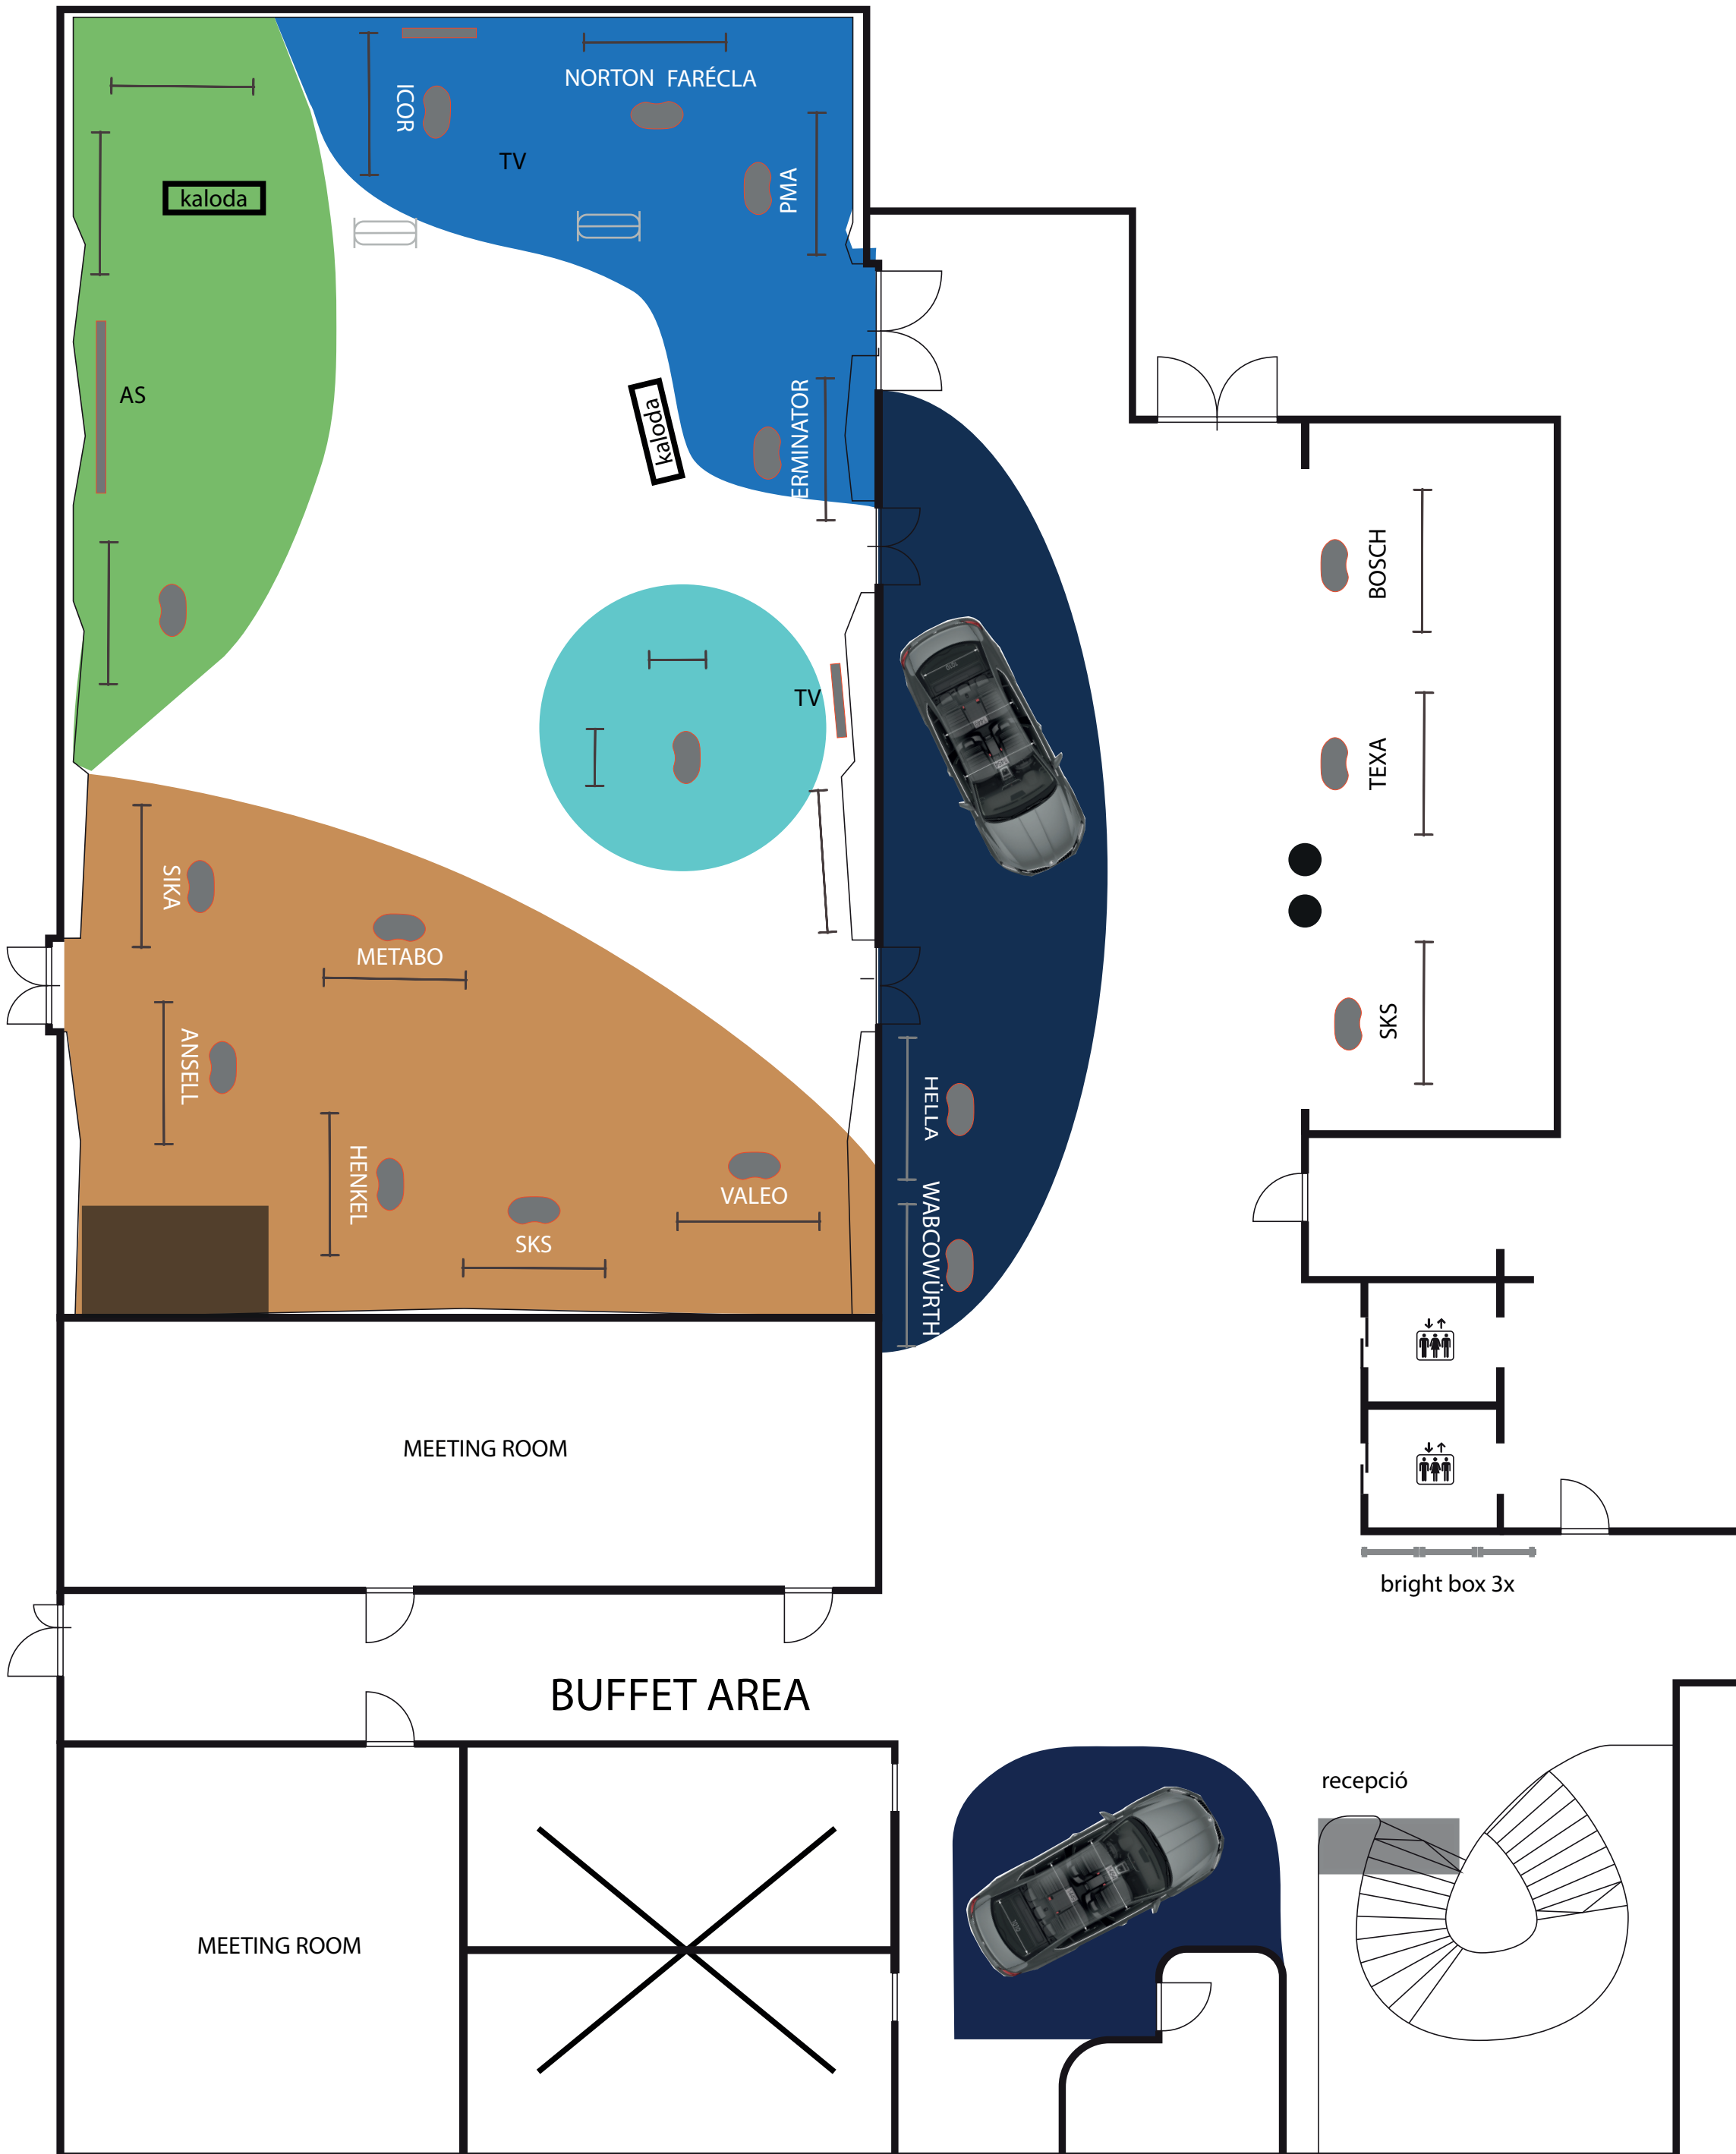 NORTON FARÉCLA
ICOR
TV
PMA
kaloda
AS
kaloda
ERMINATOR
BOSCH
TV
TEXA
SIKA
METABO
SKS
ANSELL
HELLA
HENKEL
VALEO
WABCOWÜRTH
SKS
MEETING ROOM
bright box 3x
BUFFET AREA
recepció
MEETING ROOM